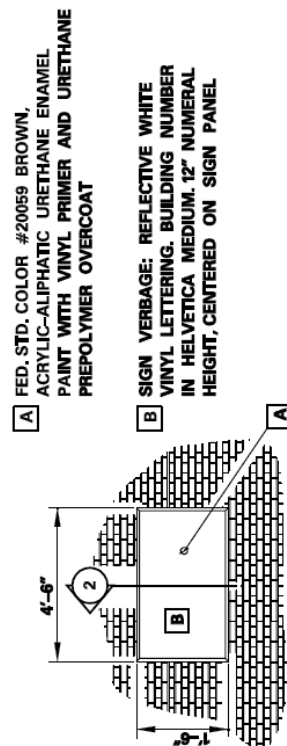 A FED. STD. COLOR #20059 BROWN,
ACRYLIC-ALIPHATIC URETHANE ENAMEL
PAINT WITH VINYL PRIMER AND URETHANE
PREPOLYMER OVERCOAT
B SIGN VERBAGE: REFLECTIVE WHITE
VINYL LETTERING. BUILDING NUMBER
IN HELVETICA MEDIUM. 12" NUMERAL
HEIGHT, CENTERED ON SIGN PANEL
4'-6"
2
B
1'-6"
A